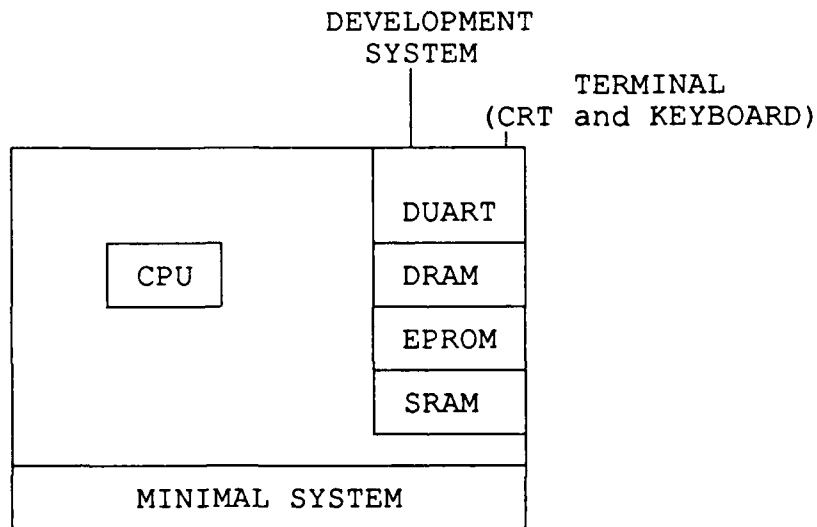 DEVELOPMENT
SYSTEM
TERMINAL
(CRT and KEYBOARD)
DUART
CPU
DRAM
EPROM
SRAM
MINIMAL SYSTEM